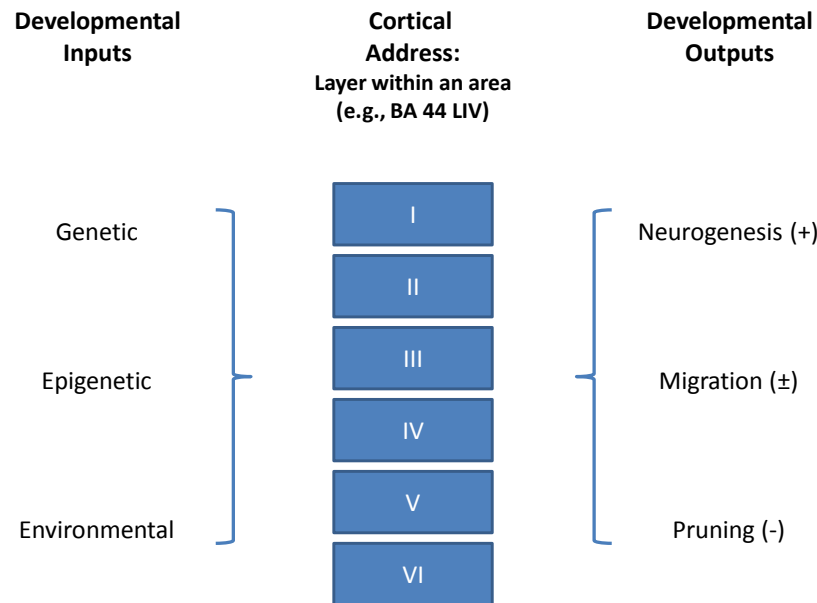 Developmental
Inputs
Cortical
Address:
Layer within an area
(e.g., BA 44 LIV)
Developmental
Outputs
Genetic
Epigenetic
Environmental
I
II
III
IV
V
VI
Neurogenesis (+)
Migration (±)
Pruning (-)